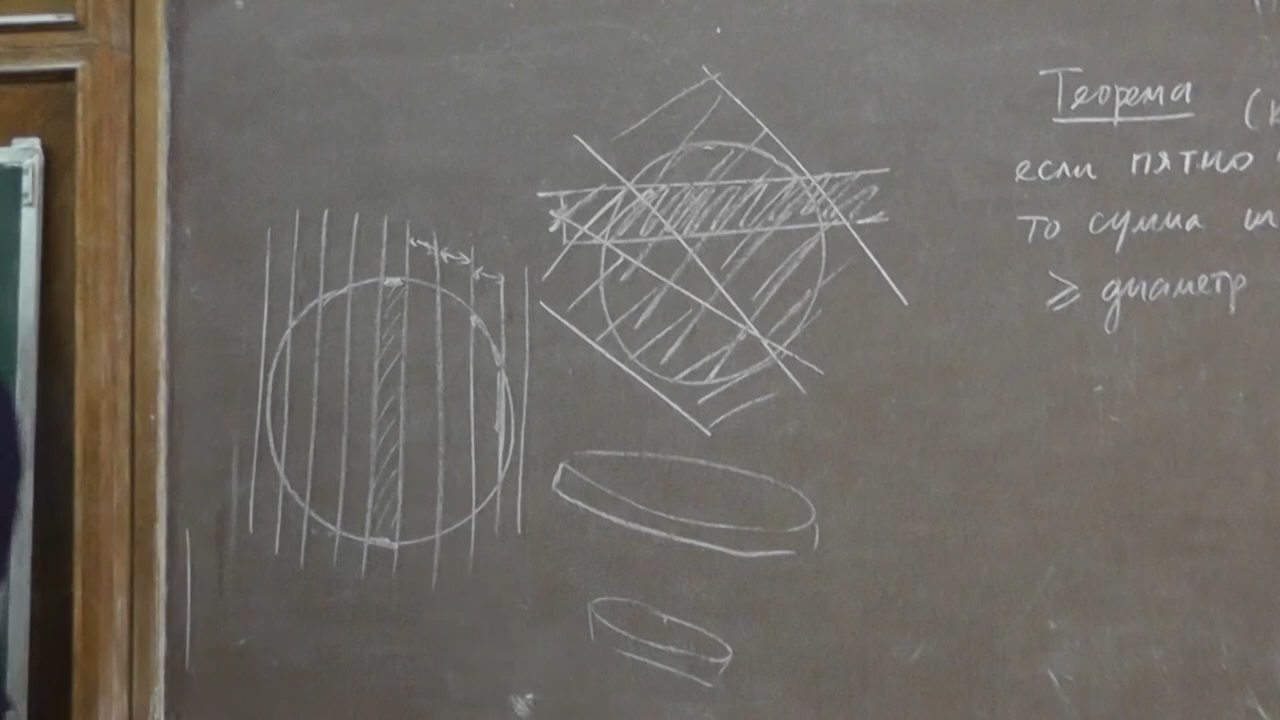 Теорема (
если пятно
то сумма
≥ диаметр